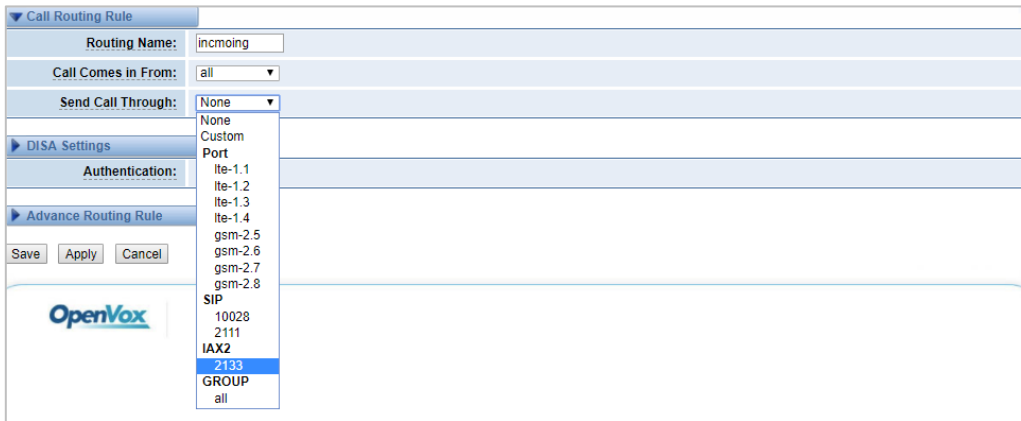 Call Routing Rule
Routing Name: incmoing
Call Comes in From: all
Send Call Through: None
None
Custom
Port
lte-1.1
lte-1.2
lte-1.3
lte-1.4
gsm-2.5
gsm-2.6
gsm-2.7
gsm-2.8
SIP
10028
2111
IAX2
2133
GROUP
all
DISA Settings
Authentication:
Advance Routing Rule
Save Apply Cancel
OpenVox